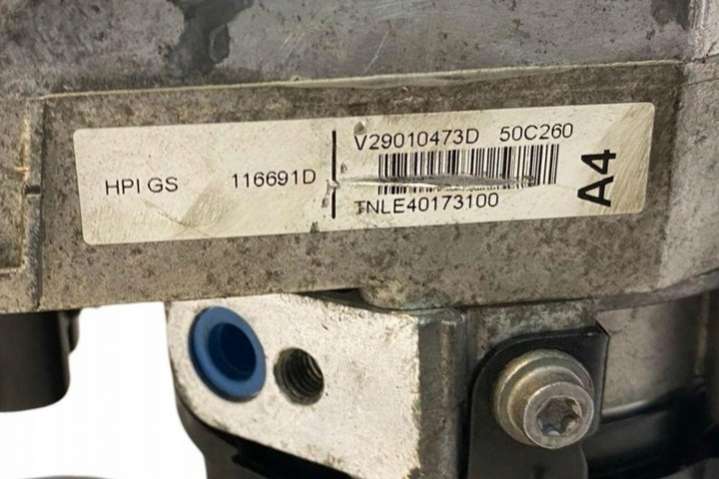 HPI GS 116691D
V29010473D 50C260
TNLE40173100
A4